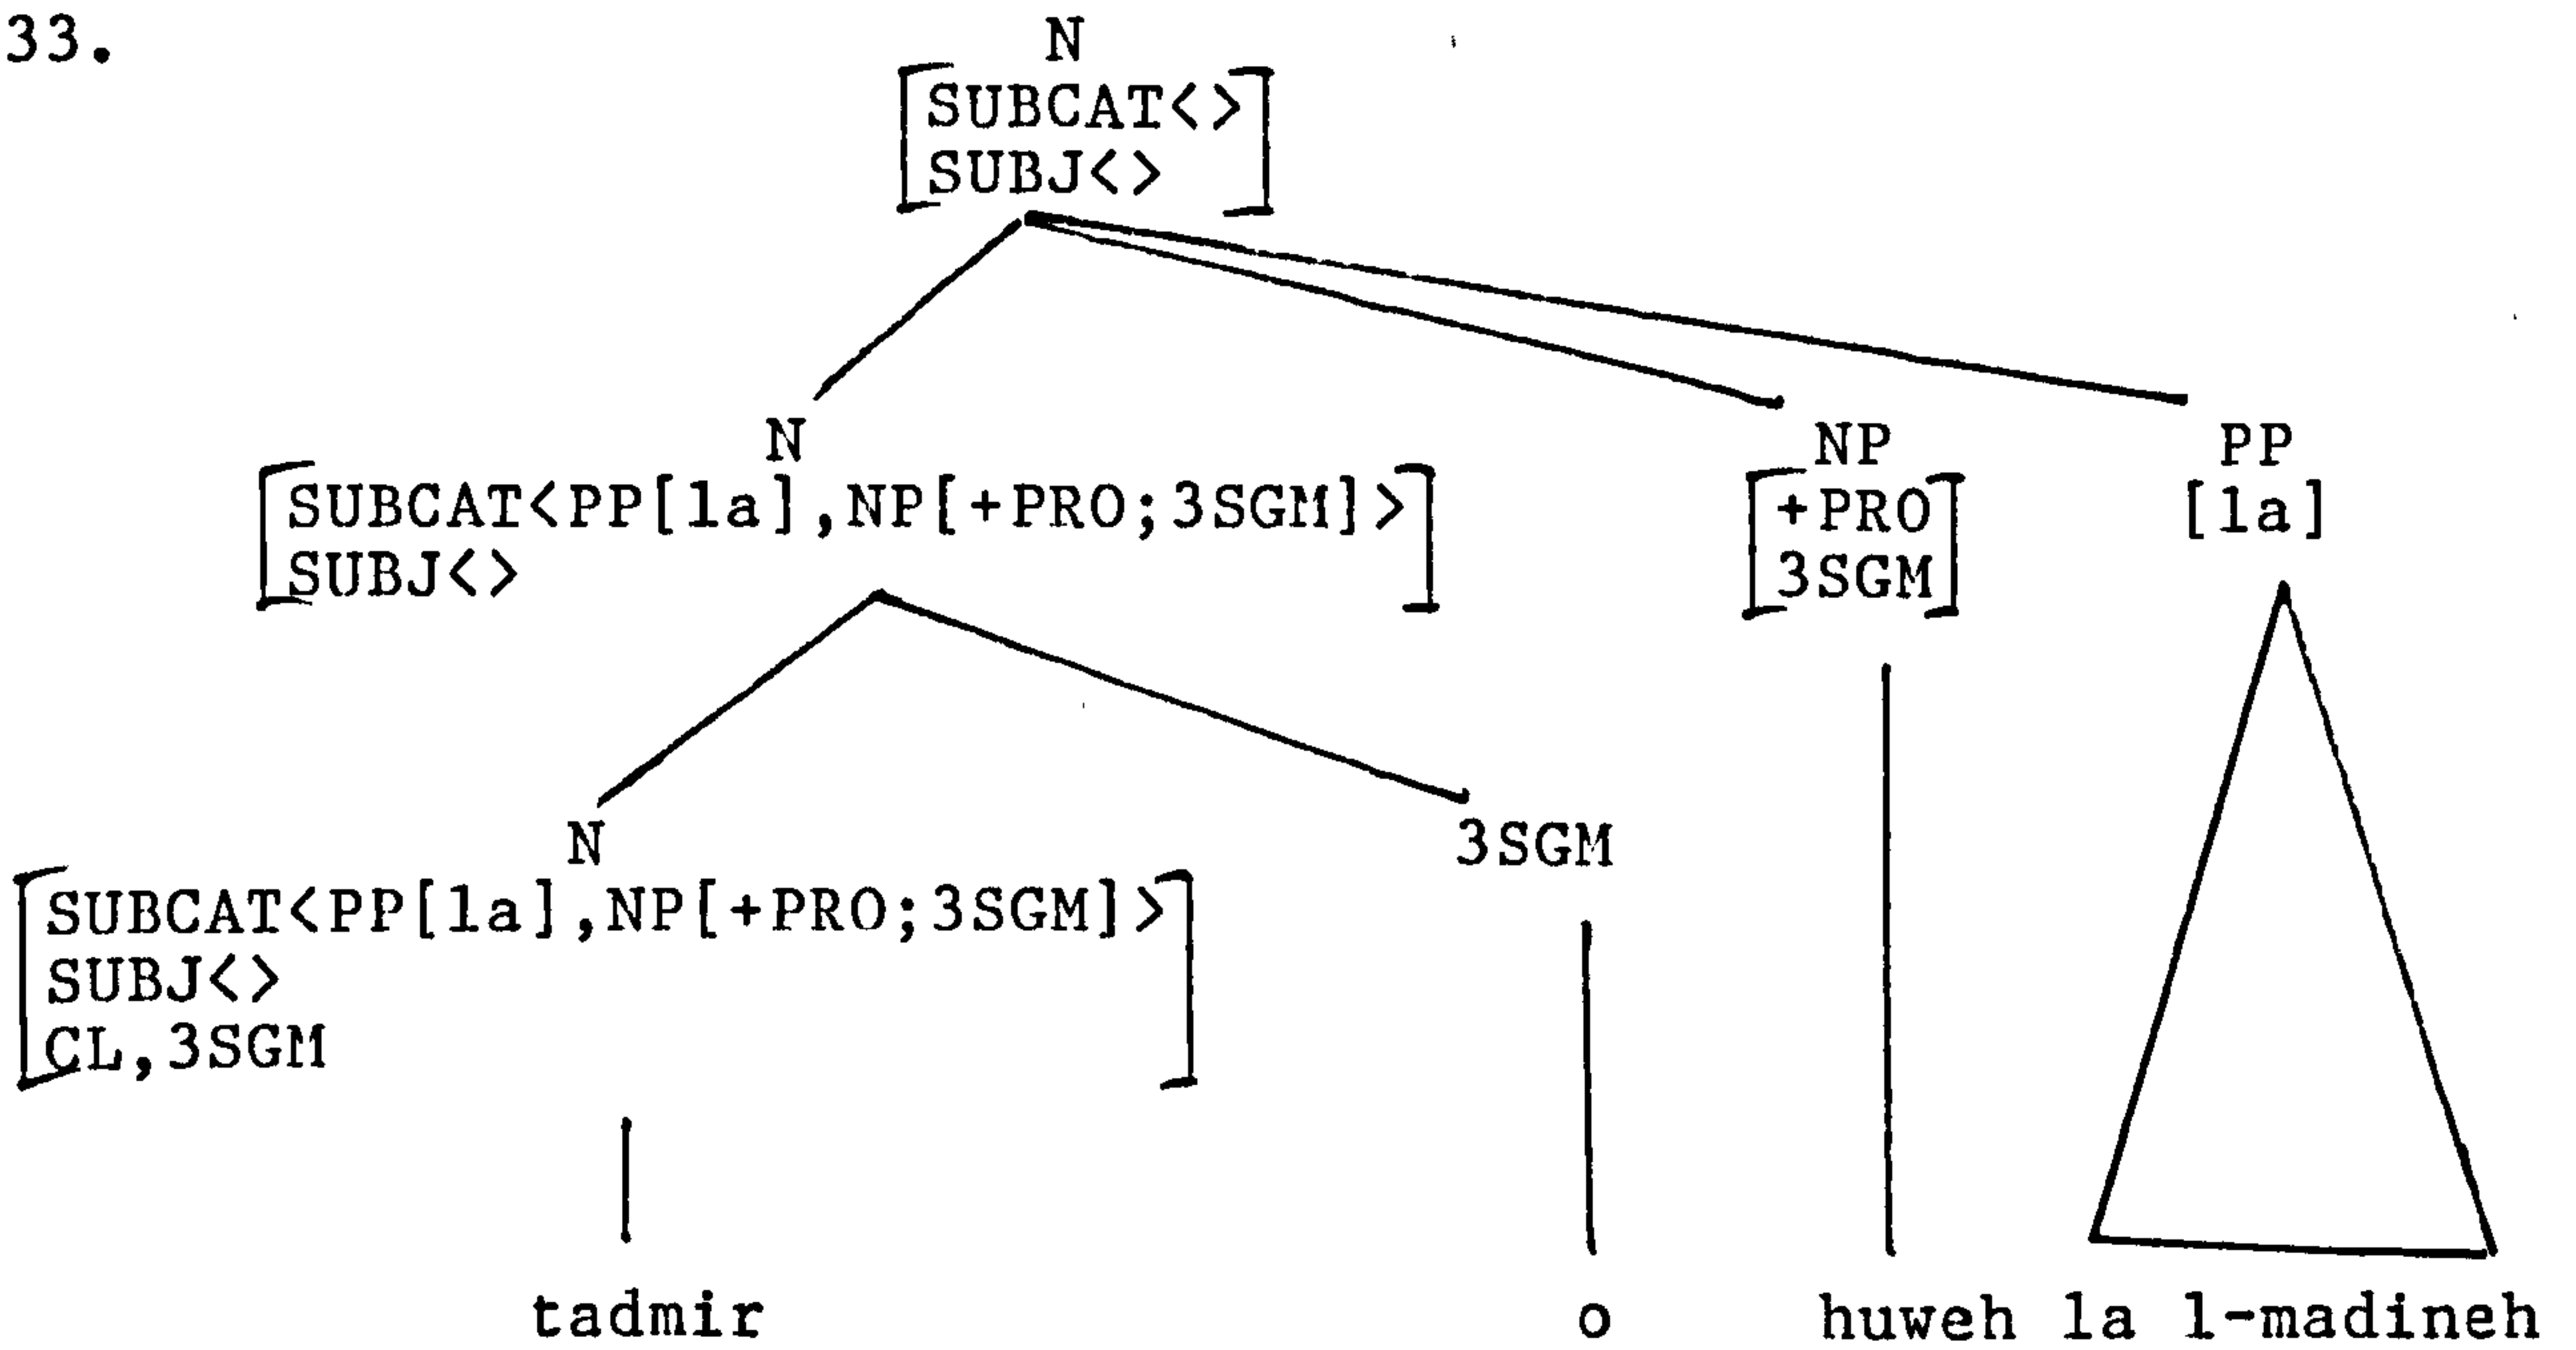 33.
N
SUBCAT<>
SUBJ<>
N
SUBCAT<PP[la],NP[+PRO;3SGM]>
SUBJ<>
NP
+PRO
3SGM
PP
[la]
N
SUBCAT<PP[la],NP[+PRO;3SGM]>
SUBJ<>
CL,3SGM
3SGM
tadmir o huweh la l-madineh